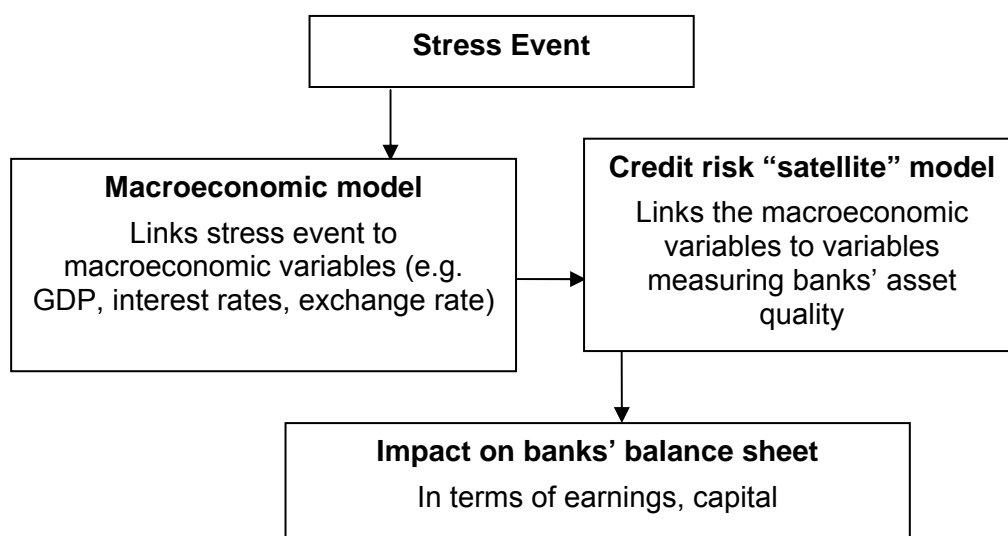 Stress Event
Macroeconomic model
Links stress event to
macroeconomic variables (e.g.
GDP, interest rates, exchange rate)
Credit risk “satellite” model
Links the macroeconomic
variables to variables
measuring banks’ asset
quality
Impact on banks’ balance sheet
In terms of earnings, capital